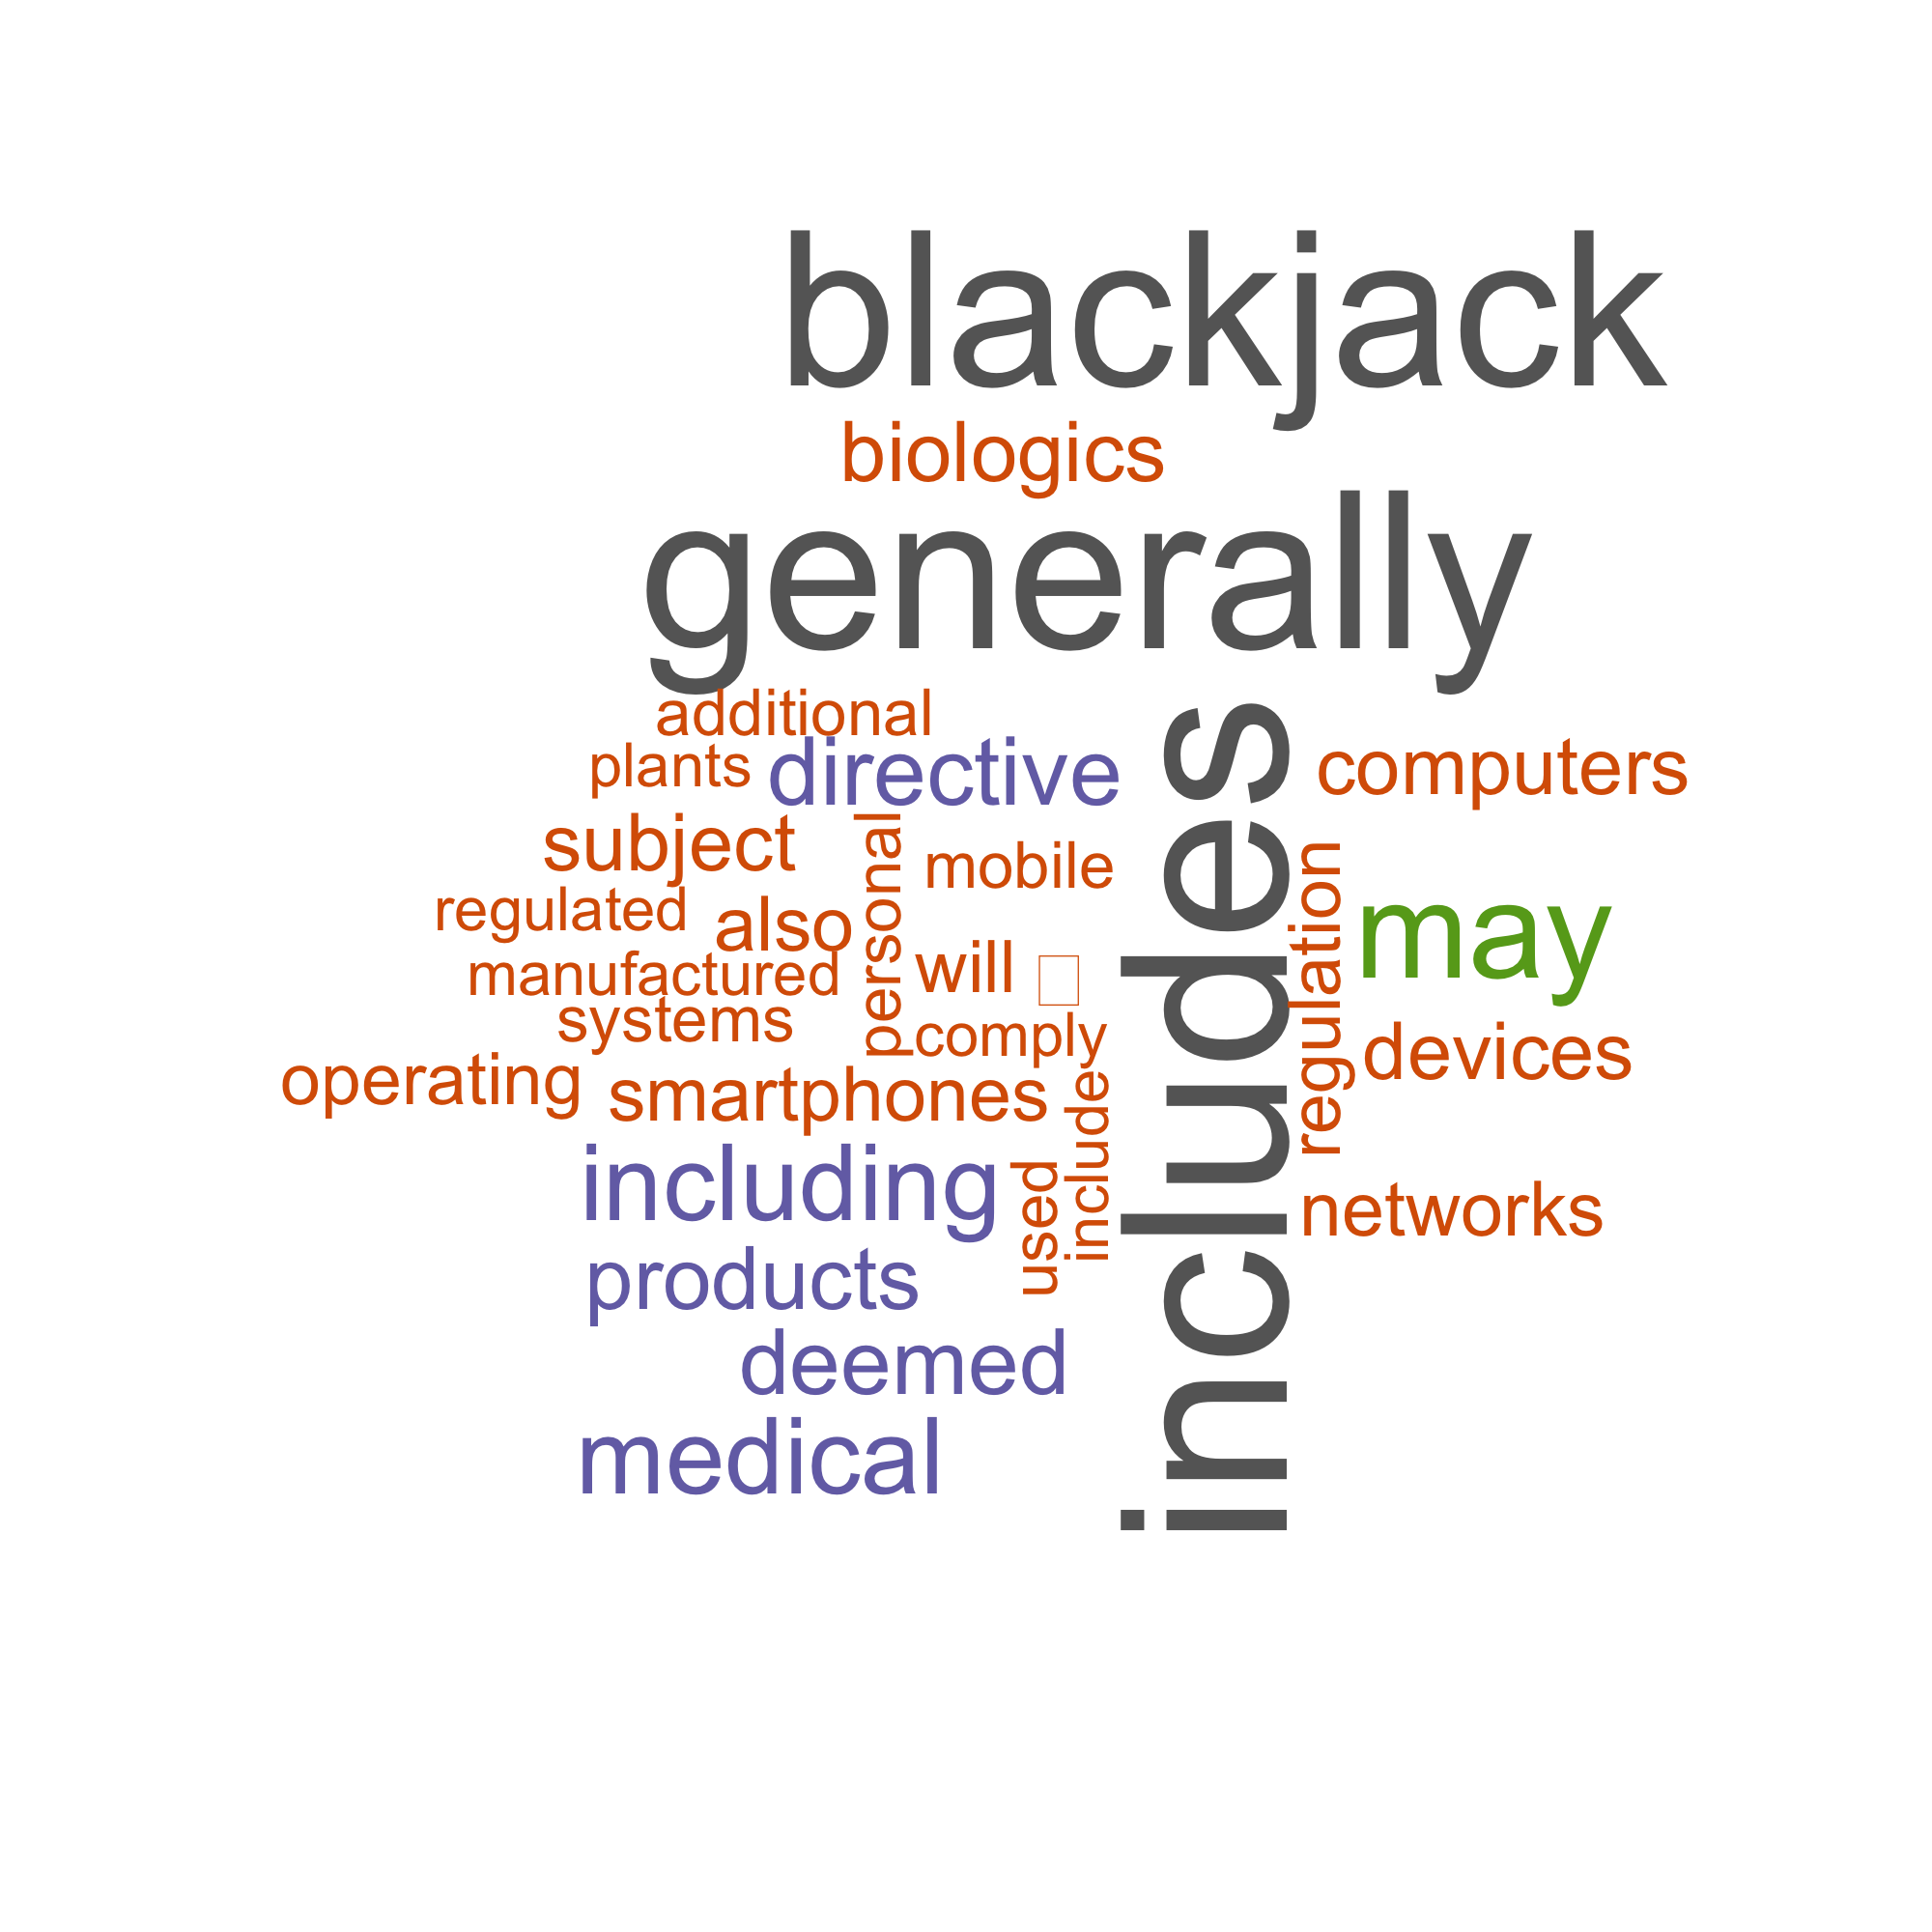 blackjack
biologics
generally
additional
plants
directive
includes
computers
subject
personal
mobile
regulation
regulated
also
may
manufactured
will
□
systems
comply
devices
operating
smartphones
include
including
used
networks
products
deemed
medical